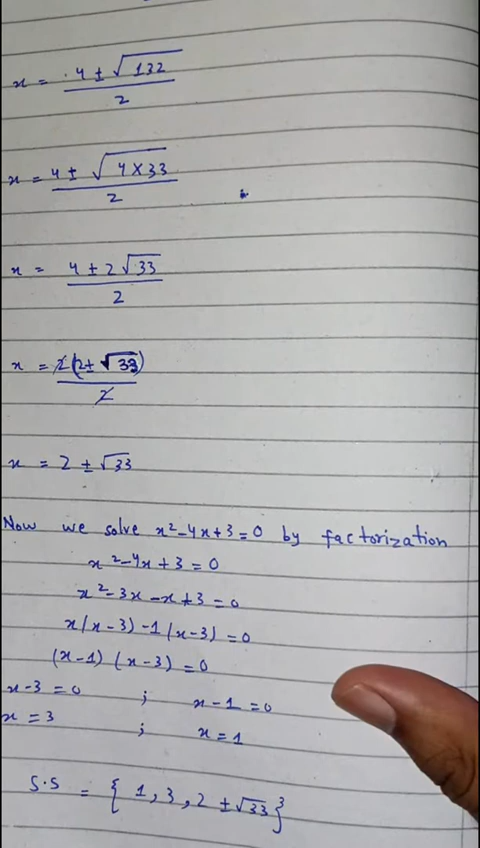 x = 4 ± √132 / 2
x = 4 ± √4×33 / 2
x = 4 ± 2√33 / 2
x = 2(2±√33) / 2
x = 2 ± √33
Now we solve x²-4x+3=0 by factorization
x²-4x+3=0
x²-3x-x+3=0
x(x-3)-1(x-3)=0
(x-1)(x-3)=0
x-3=0 ; x-1=0
x=3 ; x=1
S.S = {1,3,2±√33}